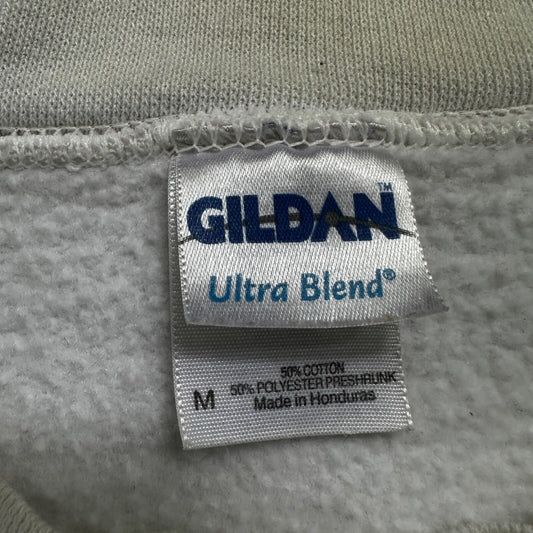 GILDAN™
Ultra Blend®
50% COTTON
50% POLYESTER PRESHRUNK
M
Made in Honduras